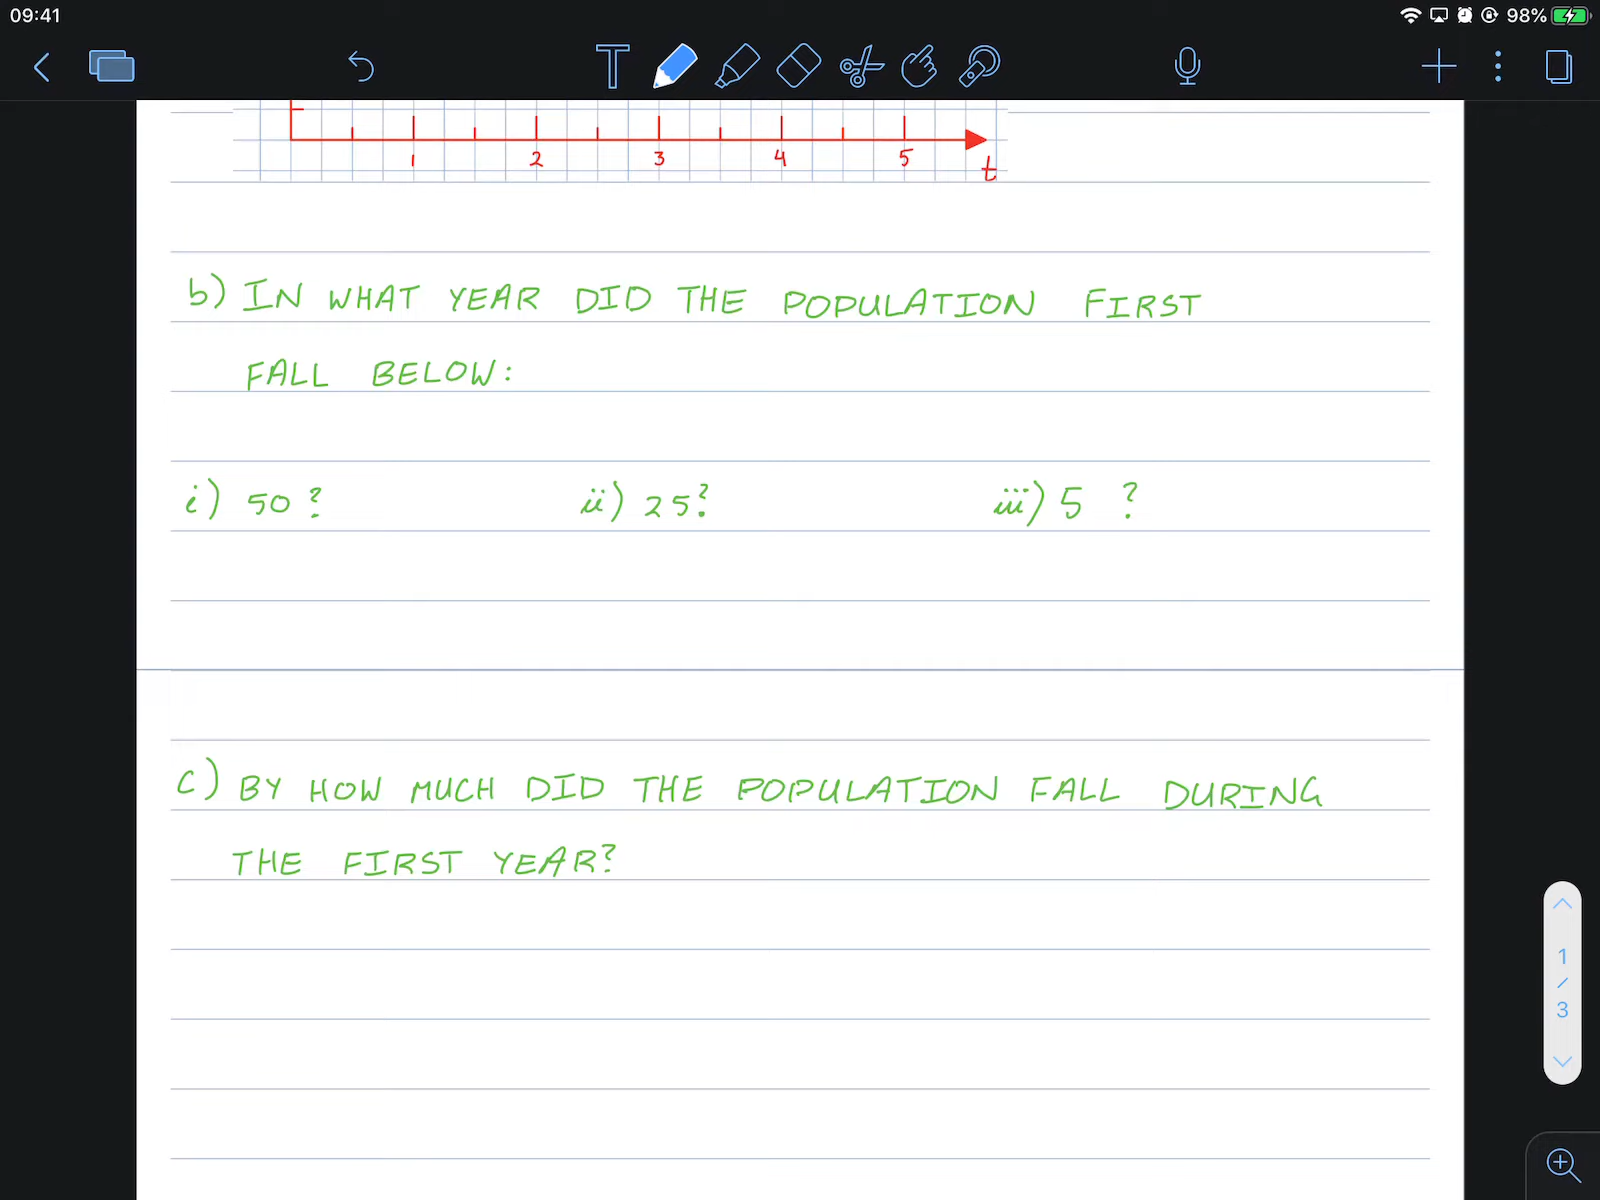 09:41
98%
T
1 2 3 4 5
t
b) IN WHAT YEAR DID THE POPULATION FIRST
FALL BELOW:
i) 50? ii) 25? iii) 5 ?
c) BY HOW MUCH DID THE POPULATION FALL DURING
THE FIRST YEAR?
1
/
3